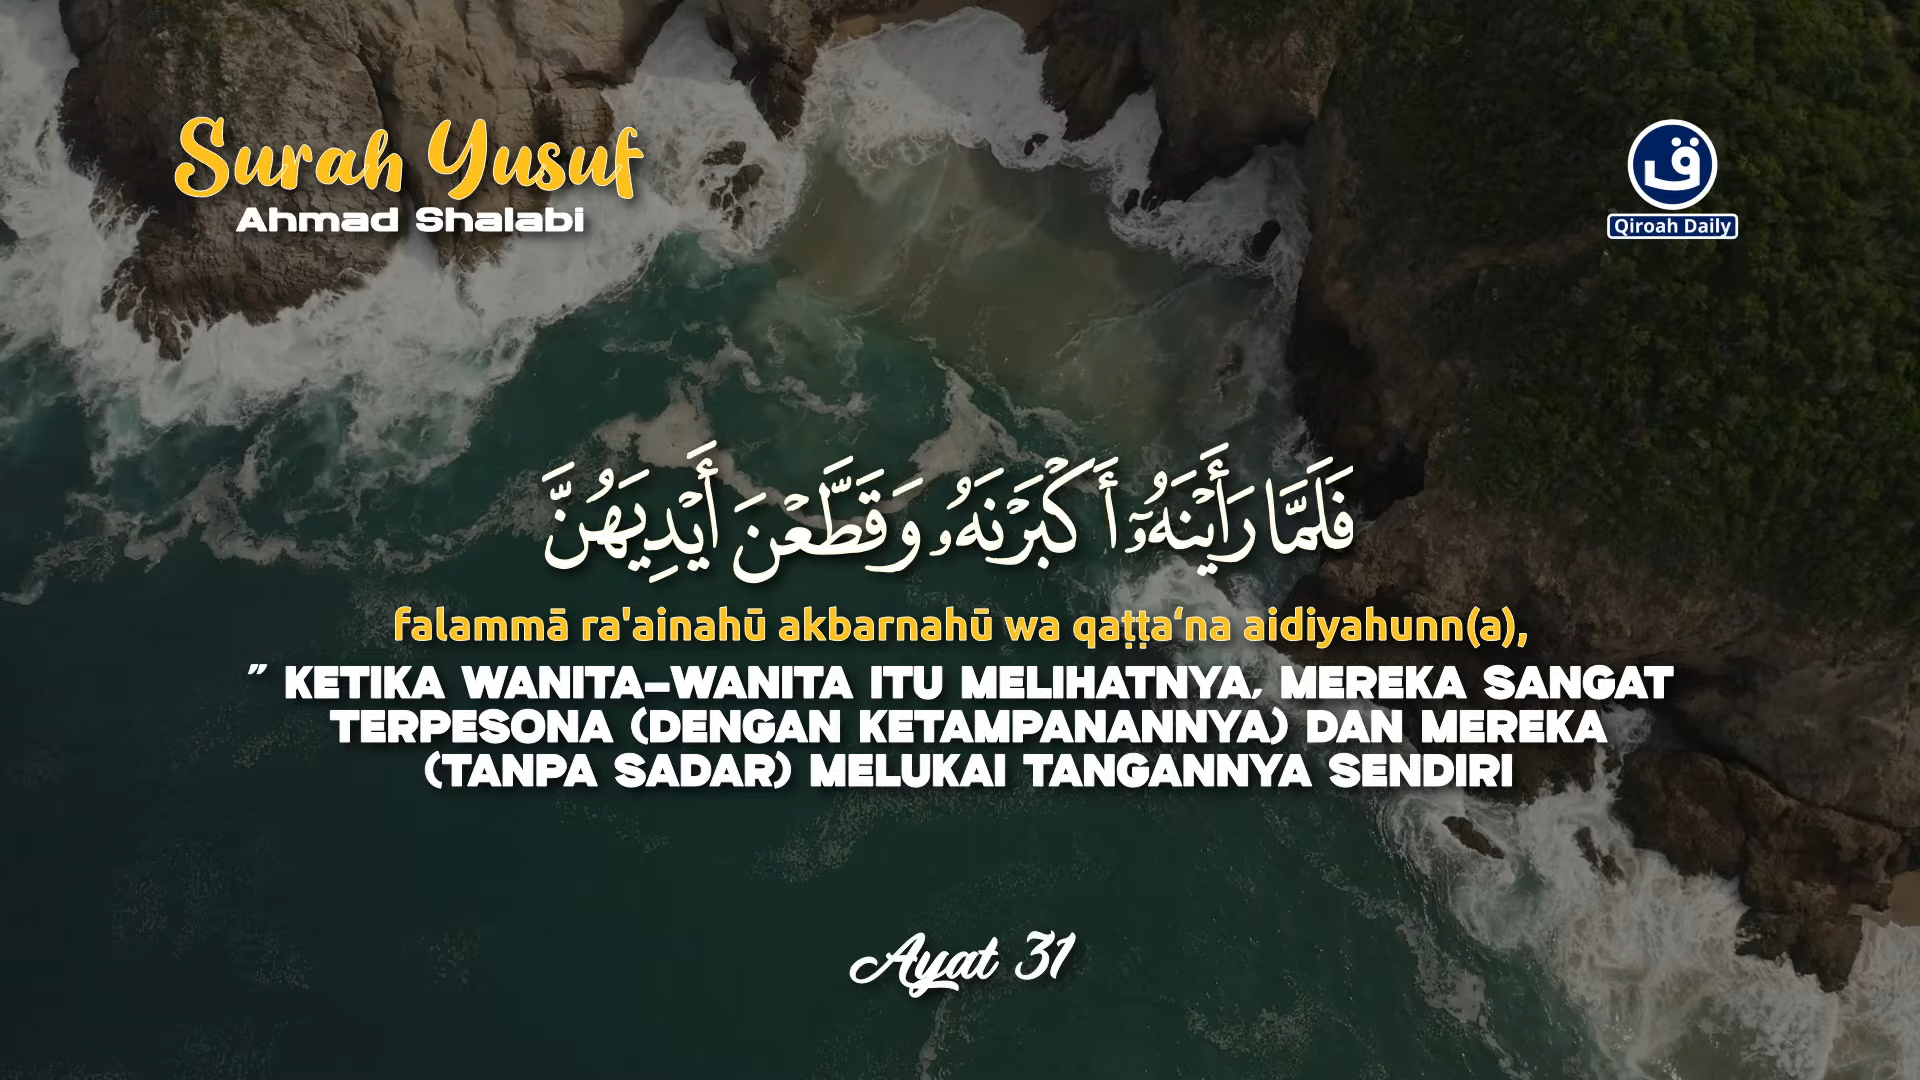 Surah Yusuf
Ahmad Shalabi
ق
Qiroah Daily
فَلَمَّا رَأَيْنَهُۥٓ أَكْبَرْنَهُۥ وَقَطَّعْنَ أَيْدِيَهُنَّ
falammā ra'ainahū akbarnahū wa qaṭṭa‘na aidiyahunn(a),
" KETIKA WANITA-WANITA ITU MELIHATNYA, MEREKA SANGAT
TERPESONA (DENGAN KETAMPANANNYA) DAN MEREKA
(TANPA SADAR) MELUKAI TANGANNYA SENDIRI
Ayat 31